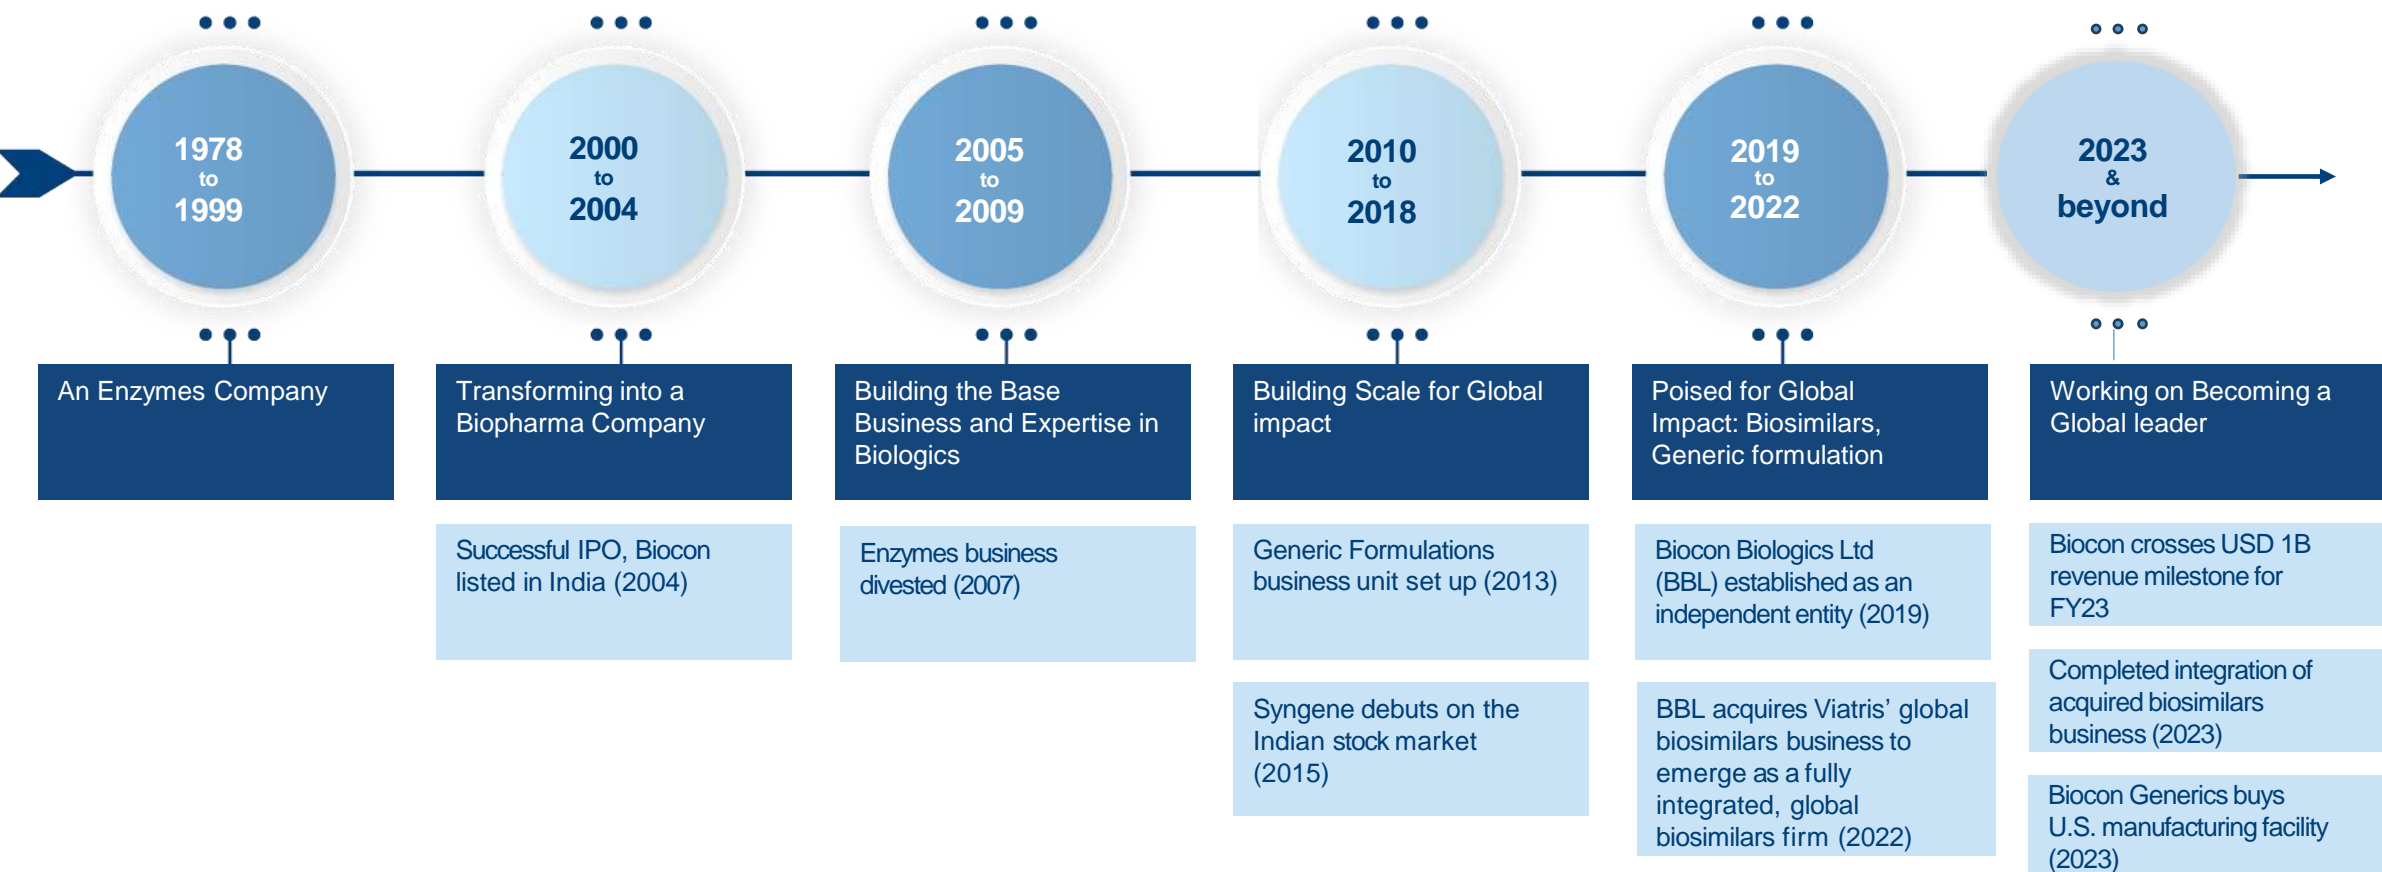 1978
to
1999
2000
to
2004
2005
to
2009
2010
to
2018
2019
to
2022
2023
&
beyond
An Enzymes Company
Transforming into a
Biopharma Company
Building the Base
Business and Expertise in
Biologics
Building Scale for Global
impact
Poised for Global
Impact: Biosimilars,
Generic formulation
Working on Becoming a
Global leader
Successful IPO, Biocon
listed in India (2004)
Enzymes business
divested (2007)
Generic Formulations
business unit set up (2013)
Syngene debuts on the
Indian stock market
(2015)
Biocon Biologics Ltd
(BBL) established as an
independent entity (2019)
BBL acquires Viatris’ global
biosimilars business to
emerge as a fully
integrated, global
biosimilars firm (2022)
Biocon crosses USD 1B
revenue milestone for
FY23
Completed integration of
acquired biosimilars
business (2023)
Biocon Generics buys
U.S. manufacturing facility
(2023)